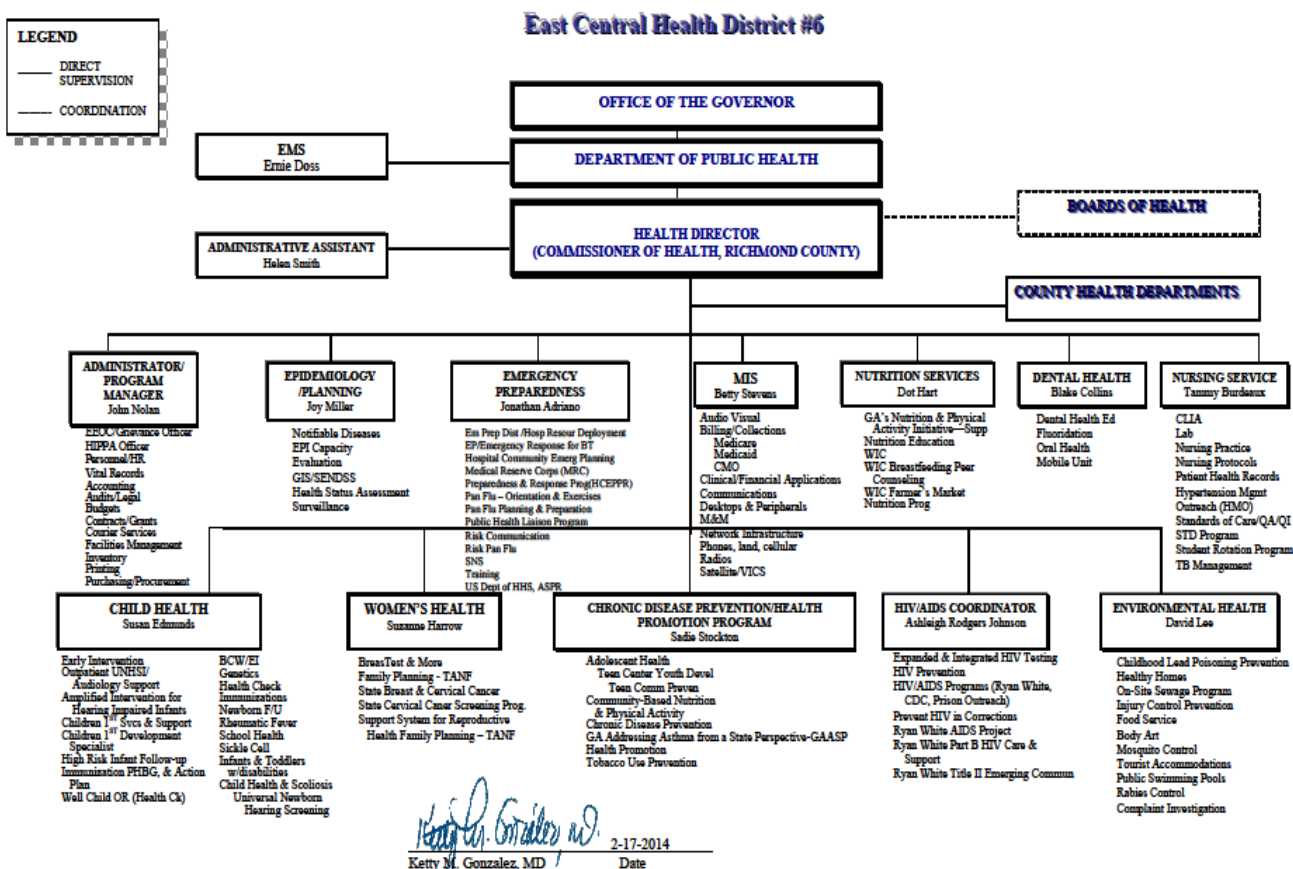 East Central Health District #6
LEGEND
DIRECT
SUPERVISION
COORDINATION
OFFICE OF THE GOVERNOR
EMS
Ernie Doss
DEPARTMENT OF PUBLIC HEALTH
BOARDS OF HEALTH
ADMINISTRATIVE ASSISTANT
Helen Smith
HEALTH DIRECTOR
(COMMISSIONER OF HEALTH, RICHMOND COUNTY)
COUNTY HEALTH DEPARTMENTS
ADMINISTRATOR/
PROGRAM
MANAGER
John Nolan
EEOC/Grievance Officer
HIPPA Officer
Personnel/HR
Vital Records
Accounting
Audits/Legal
Budgets
Contracts/Grants
Courier Services
Facilities Management
Inventory
Printing
Purchasing/Procurement
EPIDEMIOLOGY
/PLANNING
Joy Miller
Notifiable Diseases
EPI Capacity
Evaluation
GIS/SENDSS
Health Status Assessment
Surveillance
EMERGENCY
PREPAREDNESS
Jonathan Adriano
Em Prep Dist /Hosp Resour Deployment
EP/Emergency Response for BT
Hospital Community Emerg Planning
Medical Reserve Corps (MRC)
Preparedness & Response Prog(HCEPPR)
Pan Flu – Orientation & Exercises
Pan Flu Planning & Preparation
Public Health Liaison Program
Risk Communication
Risk Pan Flu
SNS
Training
US Dept of HHS, ASPR
MIS
Betty Stevens
Audio Visual
Billing/Collections
Medicare
Medicaid
CMO
Clinical/Financial Applications
Communications
Desktops & Peripherals
M&M
Network Infrastructure
Phones, land, cellular
Radios
Satellite/VICS
NUTRITION SERVICES
Dot Hart
GA's Nutrition & Physical
Activity Initiative—Supp
Nutrition Education
WIC
WIC Breastfeeding Peer
Counseling
WIC Farmer's Market
Nutrition Prog
DENTAL HEALTH
Blake Collins
Dental Health Ed
Fluoridation
Oral Health
Mobile Unit
NURSING SERVICE
Tammy Burdeaux
CLIA
Lab
Nursing Practice
Nursing Protocols
Patient Health Records
Hypertension Mgmt
Outreach (HMO)
Standards of Care/QA/QI
STD Program
Student Rotation Program
TB Management
CHILD HEALTH
Susan Edmunds
Early Intervention
Outpatient UNHSI/
Audiology Support
Amplified Intervention for
Hearing Impaired Infants
Children 1ST Svcs & Support
Children 1ST Development
Specialist
High Risk Infant Follow-up
Immunization PHBG, & Action
Plan
Well Child OR (Health Ck)
BCW/EI
Genetics
Health Check
Immunizations
Newborn F/U
Rheumatic Fever
School Health
Sickle Cell
Infants & Toddlers
w/disabilities
Child Health & Scoliosis
Universal Newborn
Hearing Screening
WOMEN'S HEALTH
Suzanne Harrow
BreasTest & More
Family Planning - TANF
State Breast & Cervical Cancer
State Cervical Caner Screening Prog.
Support System for Reproductive
Health Family Planning – TANF
CHRONIC DISEASE PREVENTION/HEALTH
PROMOTION PROGRAM
Sadie Stockton
Adolescent Health
Teen Center Youth Devel
Teen Comm Preven
Community-Based Nutrition
& Physical Activity
Chronic Disease Prevention
GA Addressing Asthma from a State Perspective-GAASP
Health Promotion
Tobacco Use Prevention
HIV/AIDS COORDINATOR
Ashleigh Rodgers Johnson
Expanded & Integrated HIV Testing
HIV Prevention
HIV/AIDS Programs (Ryan White,
CDC, Prison Outreach)
Prevent HIV in Corrections
Ryan White AIDS Project
Ryan White Part B HIV Care &
Support
Ryan White Title II Emerging Commun
ENVIRONMENTAL HEALTH
David Lee
Childhood Lead Poisoning Prevention
Healthy Homes
On-Site Sewage Program
Injury Control Prevention
Food Service
Body Art
Mosquito Control
Tourist Accommodations
Public Swimming Pools
Rabies Control
Complaint Investigation
Ketty M. Gonzalez, MD. 2-17-2014
Ketty M. Gonzalez, MD Date